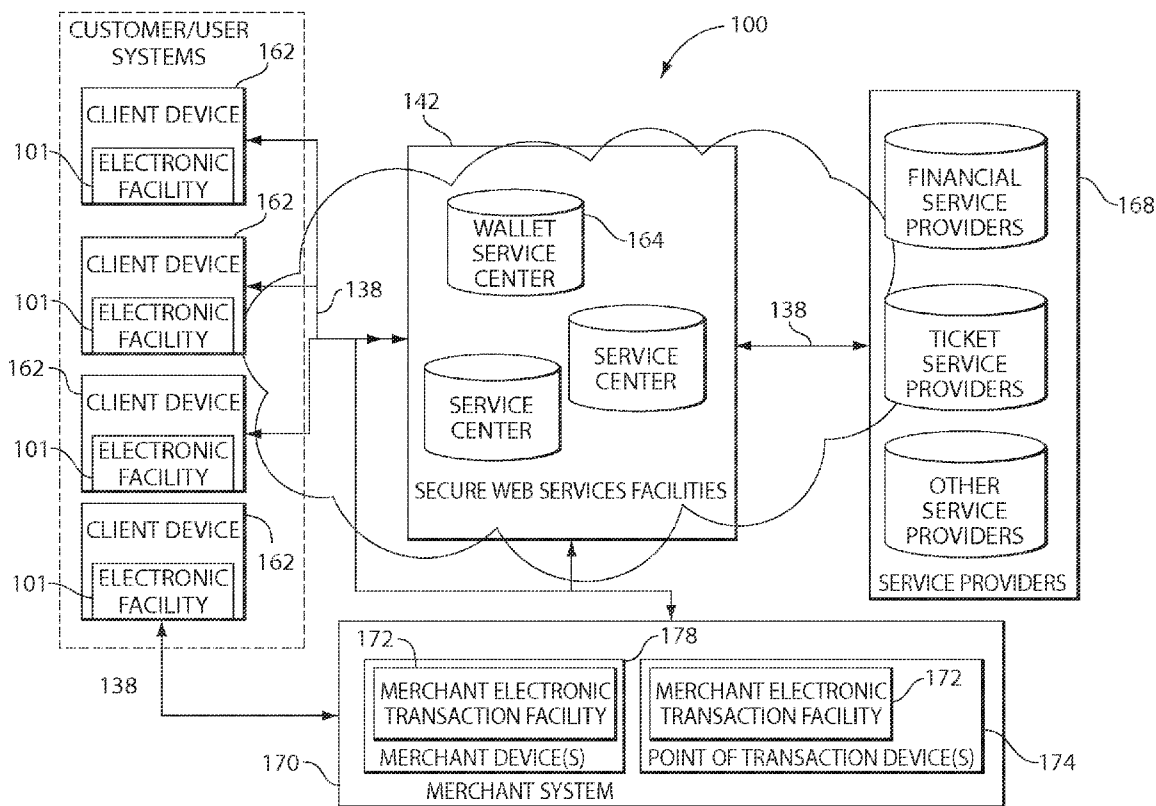 CUSTOMER/USER
SYSTEMS
162
CLIENT DEVICE
101
ELECTRONIC
FACILITY
162
CLIENT DEVICE
101
ELECTRONIC
FACILITY
162
CLIENT DEVICE
101
ELECTRONIC
FACILITY
CLIENT DEVICE
162
101
ELECTRONIC
FACILITY
138
138
100
142
WALLET
SERVICE
CENTER
164
SERVICE
CENTER
SERVICE
CENTER
SECURE WEB SERVICES FACILITIES
138
FINANCIAL
SERVICE
PROVIDERS
168
TICKET
SERVICE
PROVIDERS
OTHER
SERVICE
PROVIDERS
SERVICE PROVIDERS
172
178
MERCHANT ELECTRONIC
TRANSACTION FACILITY
MERCHANT DEVICE(S)
MERCHANT ELECTRONIC
TRANSACTION FACILITY
172
POINT OF TRANSACTION DEVICE(S)
174
170
MERCHANT SYSTEM